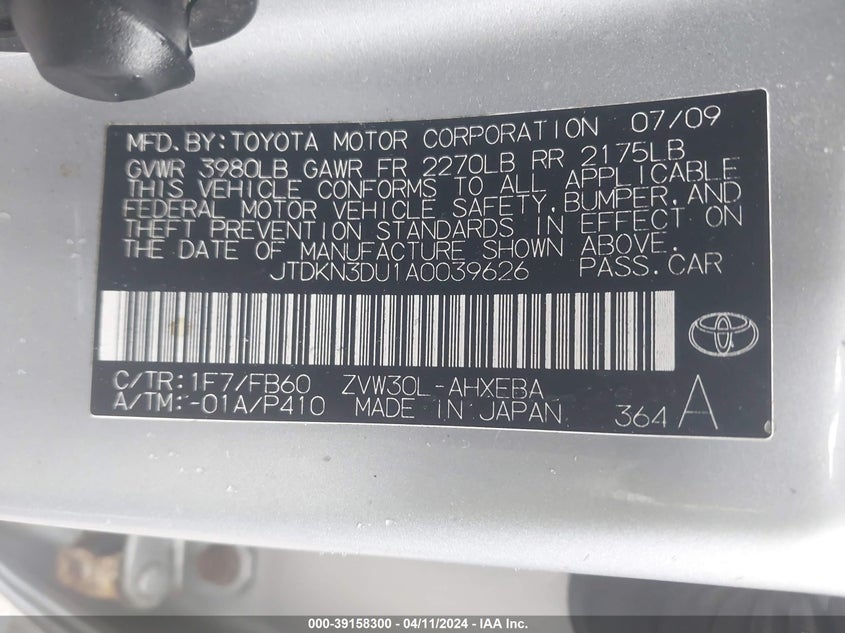 MFD.BY:TOYOTA MOTOR CORPORATION 07/09
GVWR 3980LB GAWR FR 2270LB RR 2175LB
THIS VEHICLE CONFORMS TO ALL APPLICABLE
FEDERAL MOTOR VEHICLE SAFETY,BUMPER,AND
THEFT PREVENTION STANDARDS IN EFFECT ON
THE DATE OF MANUFACTURE SHOWN ABOVE.
JTDKN3DU1A0039626 PASS.CAR
C/TR:1F7/FB60 ZVW30L-AHXEBA
A/TM:-01A/P410 MADE IN JAPAN 364 A
000-39158300 - 04/11/2024 - IAA Inc.